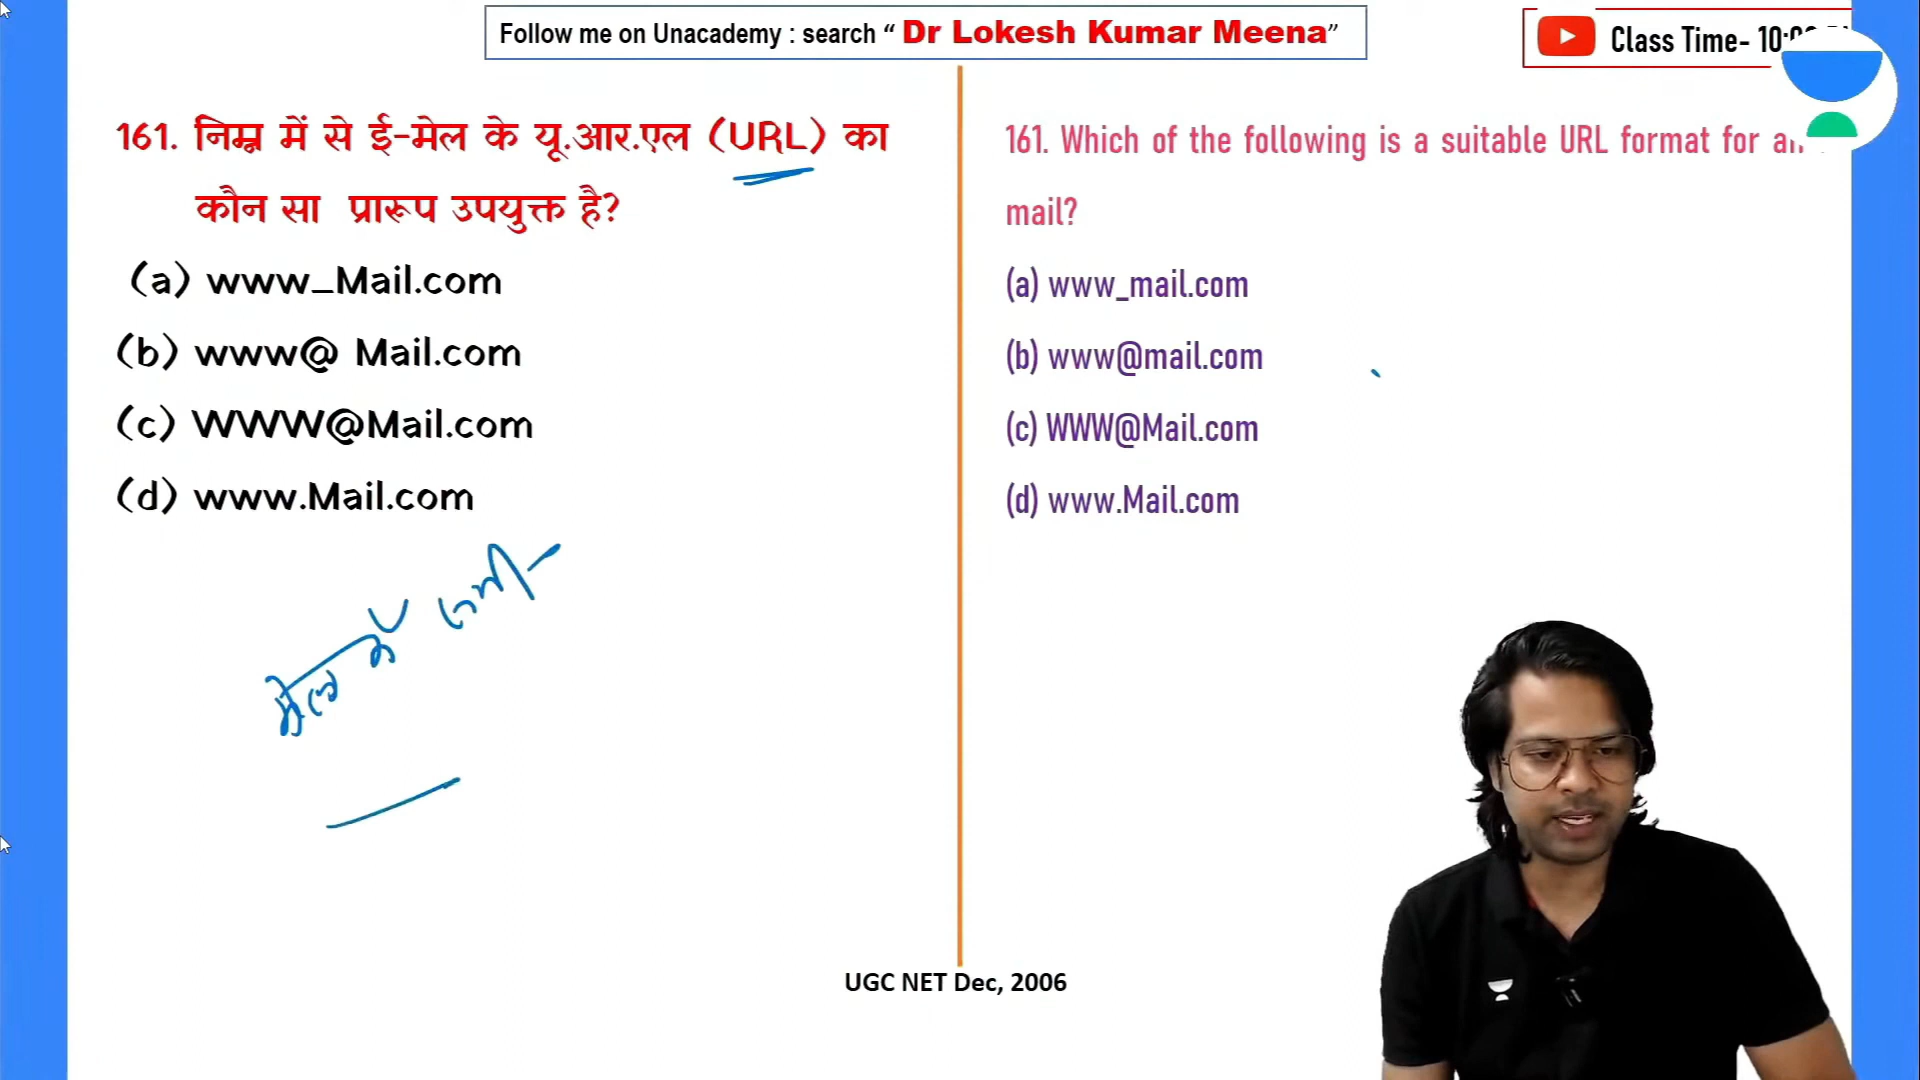 Follow me on Unacademy : search “ Dr Lokesh Kumar Meena”
Class Time- 10:
161. निम्न में से ई-मेल के यू.आर.एल (URL) का
कौन सा प्रारूप उपयुक्त है?
(a) www_Mail.com
(b) www@ Mail.com
(c) WWW@Mail.com
(d) www.Mail.com
161. Which of the following is a suitable URL format for an
mail?
(a) www_mail.com
(b) www@mail.com
(c) WWW@Mail.com
(d) www.Mail.com
UGC NET Dec, 2006